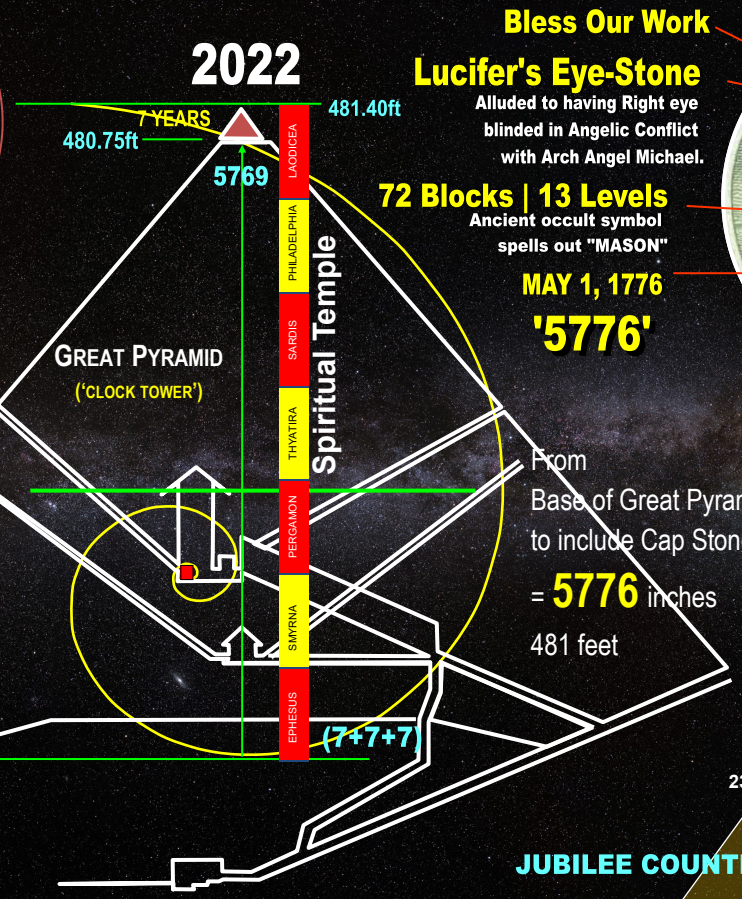 Bless Our Work
2022
Lucifer's Eye-Stone
481.40ft
7 YEARS
Alluded to having Right eye
blinded in Angelic Conflict
with Arch Angel Michael.
480.75ft
5769
LAODICEA
72 Blocks | 13 Levels
Ancient occult symbol
spells out "MASON"
PHILADELPHIA
MAY 1, 1776
'5776'
SARDIS
Spiritual Temple
GREAT PYRAMID
('CLOCK TOWER')
THYATIRA
From
Base of Great Pyra
to include Cap Ston
= 5776 inches
481 feet
PERGAMON
SMYRNA
EPHESUS
(7+7+7)
23
JUBILEE COUNT